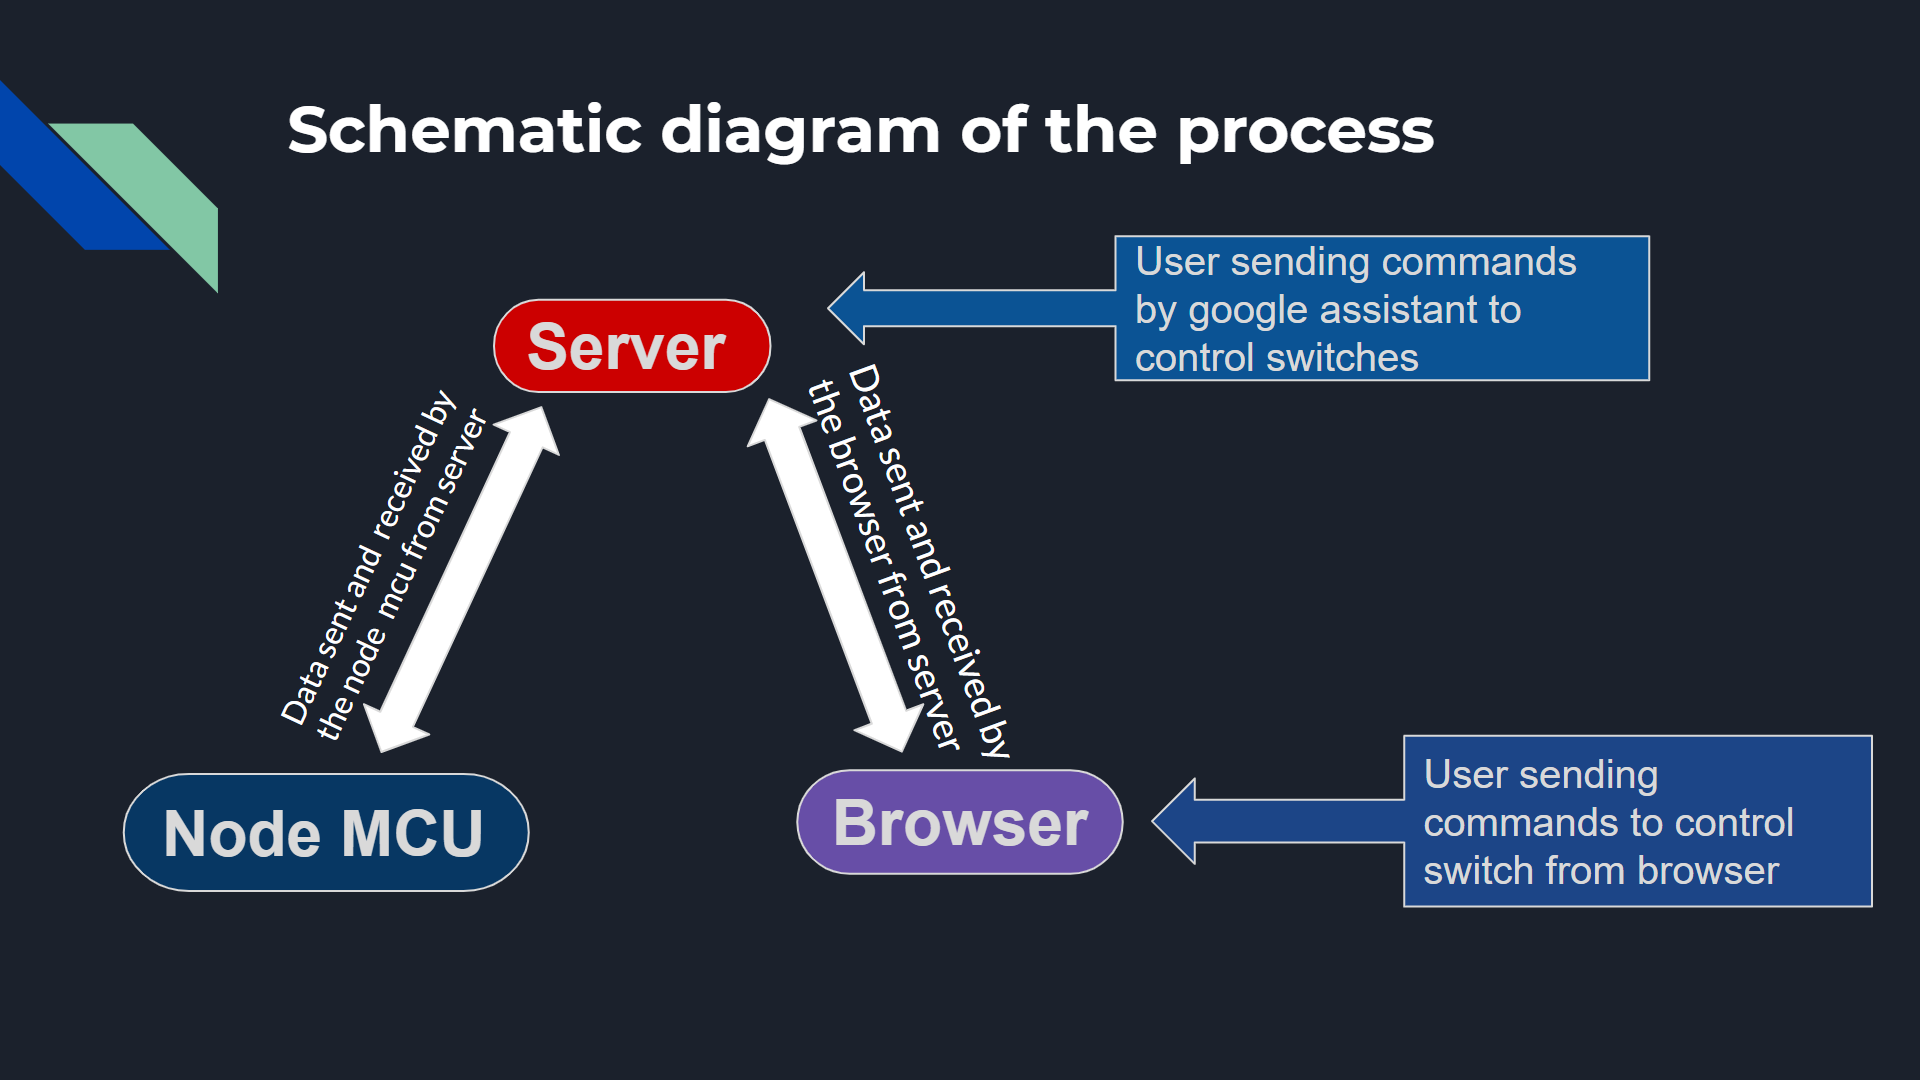 Schematic diagram of the process
User sending commands
by google assistant to
control switches
Server
Data sent and received by
the node mcu from server
Data sent and received by
the browser from server
Node MCU
Browser
User sending
commands to control
switch from browser